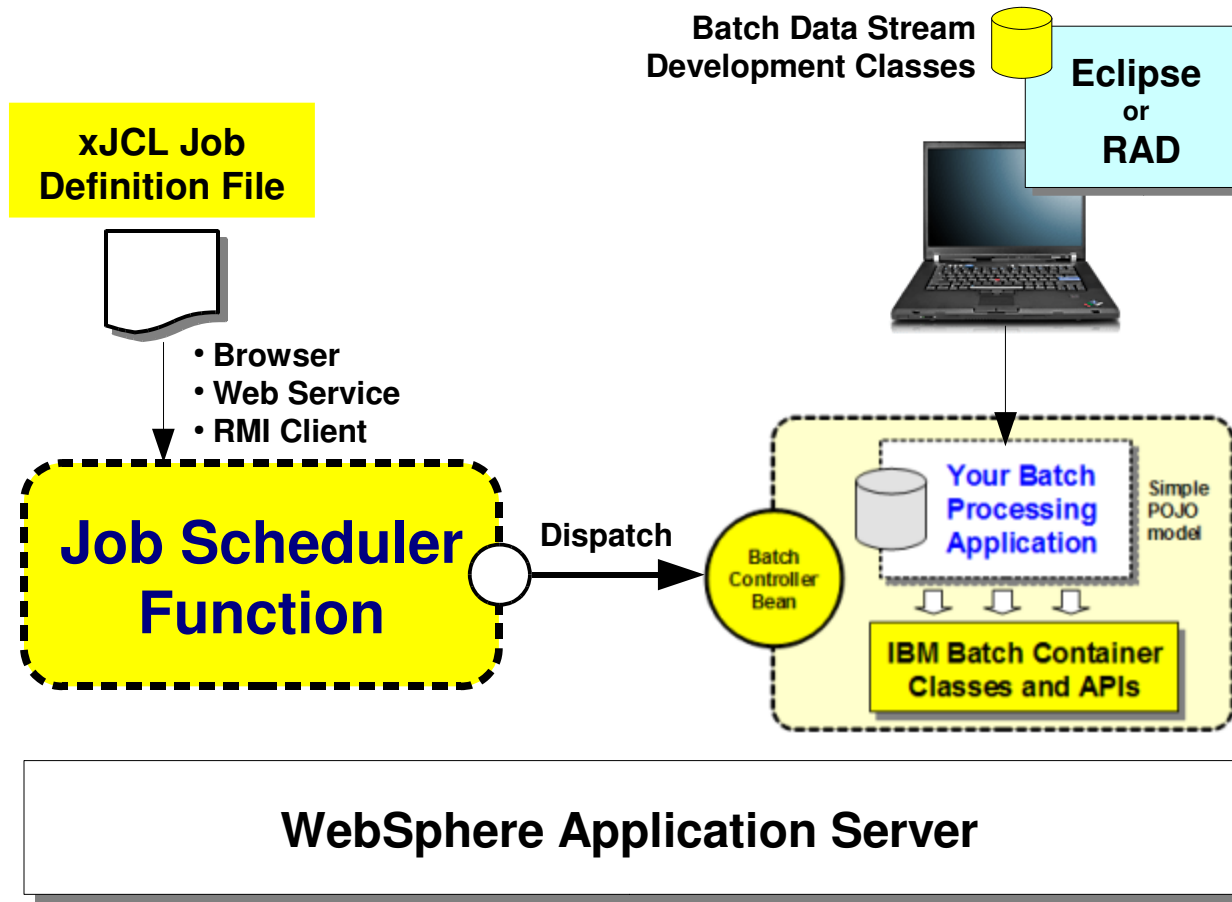 Batch Data Stream
Development Classes
Eclipse
or
RAD
xJCL Job
Definition File
• Browser
• Web Service
• RMI Client
Job Scheduler
Function
Dispatch
Batch
Controller
Bean
Your Batch
Processing
Application
Simple
POJO
model
IBM Batch Container
Classes and APIs
WebSphere Application Server